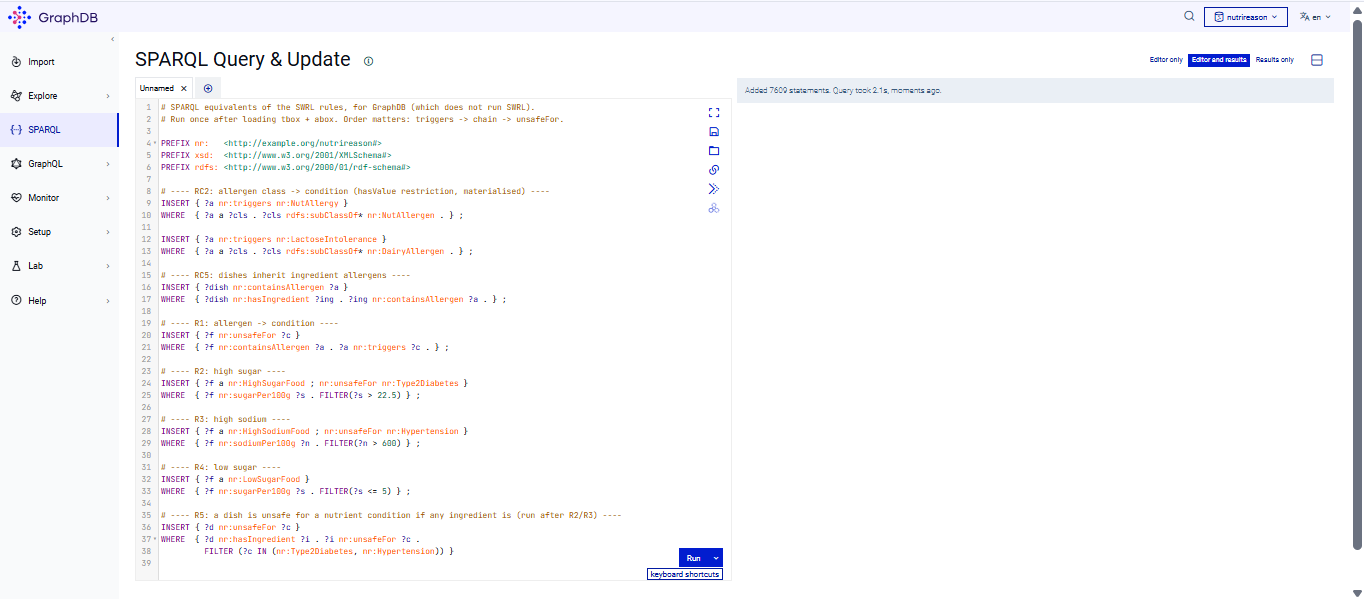 GraphDB
nutrireason
en
Import
Explore
SPARQL
GraphQL
Monitor
Setup
Lab
Help
SPARQL Query & Update
Editor only
Editor and results
Results only
Unnamed
1 # SPARQL equivalents of the SWRL rules, for GraphDB (which does not run SWRL).
2 # Run once after loading tbox + abox. Order matters: triggers -> chain -> unsafeFor.
3
4 PREFIX nr:   <http://example.org/nutrireason#>
5 PREFIX xsd:  <http://www.w3.org/2001/XMLSchema#>
6 PREFIX rdfs: <http://www.w3.org/2000/01/rdf-schema#>
7
8 # ---- RC2: allergen class -> condition (hasValue restriction, materialised) ----
9 INSERT { ?a nr:triggers nr:NutAllergy }
10 WHERE  { ?a a ?cls . ?cls rdfs:subClassOf* nr:NutAllergen . } ;
11
12 INSERT { ?a nr:triggers nr:LactoseIntolerance }
13 WHERE  { ?a a ?cls . ?cls rdfs:subClassOf* nr:DairyAllergen . } ;
14
15 # ---- RC5: dishes inherit ingredient allergens ----
16 INSERT { ?dish nr:containsAllergen ?a }
17 WHERE  { ?dish nr:hasIngredient ?ing . ?ing nr:containsAllergen ?a . } ;
18
19 # ---- R1: allergen -> condition ----
20 INSERT { ?f nr:unsafeFor ?c }
21 WHERE  { ?f nr:containsAllergen ?a . ?a nr:triggers ?c . } ;
22
23 # ---- R2: high sugar ----
24 INSERT { ?f a nr:HighSugarFood ; nr:unsafeFor nr:Type2Diabetes }
25 WHERE  { ?f nr:sugarPer100g ?s . FILTER(?s > 22.5) } ;
26
27 # ---- R3: high sodium ----
28 INSERT { ?f a nr:HighSodiumFood ; nr:unsafeFor nr:Hypertension }
29 WHERE  { ?f nr:sodiumPer100g ?n . FILTER(?n > 600) } ;
30
31 # ---- R4: low sugar ----
32 INSERT { ?f a nr:LowSugarFood }
33 WHERE  { ?f nr:sugarPer100g ?s . FILTER(?s <= 5) } ;
34
35 # ---- R5: a dish is unsafe for a nutrient condition if any ingredient is (run after R2/R3) ----
36 INSERT { ?d nr:unsafeFor ?c }
37 WHERE  { ?d nr:hasIngredient ?i . ?i nr:unsafeFor ?c .
38          FILTER (?c IN (nr:Type2Diabetes, nr:Hypertension)) }
39
Run
keyboard shortcuts
Added 7609 statements. Query took 2.1s, moments ago.